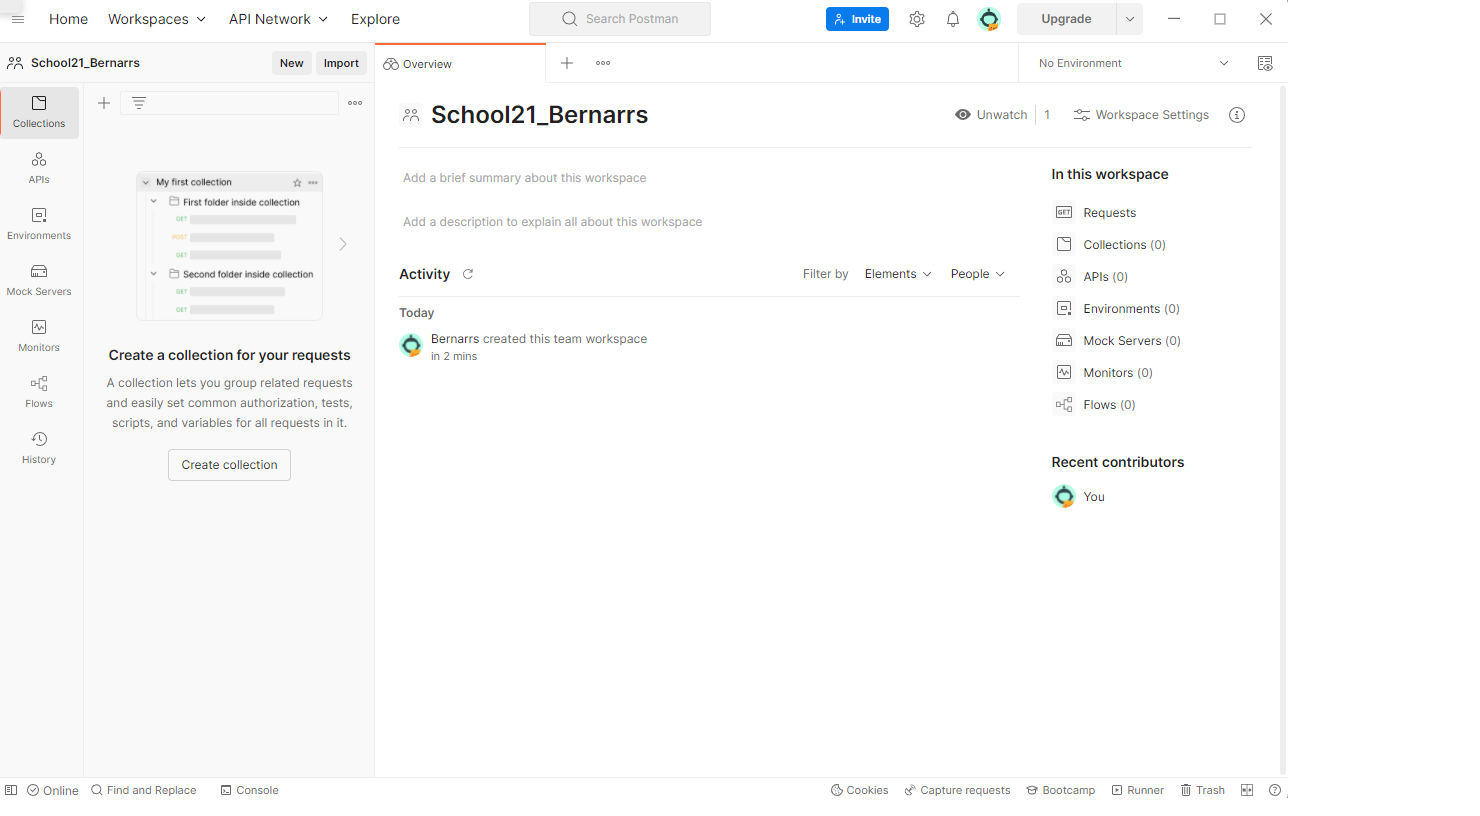 Home Workspaces API Network Explore Search Postman Invite Upgrade
School21_Bernarrs New Import Overview No Environment
Collections
APIs
Environments
Mock Servers
Monitors
Flows
History
My first collection
First folder inside collection
GET
POST
GET
Second folder inside collection
GET
GET
Create a collection for your requests
A collection lets you group related requests
and easily set common authorization, tests,
scripts, and variables for all requests in it.
Create collection
School21_Bernarrs Unwatch 1 Workspace Settings
Add a brief summary about this workspace
Add a description to explain all about this workspace
Activity Filter by Elements People
Today
Bernarrs created this team workspace
in 2 mins
In this workspace
GET Requests
Collections (0)
APIs (0)
Environments (0)
Mock Servers (0)
Monitors (0)
Flows (0)
Recent contributors
You
Online Find and Replace Console Cookies Capture requests Bootcamp Runner Trash